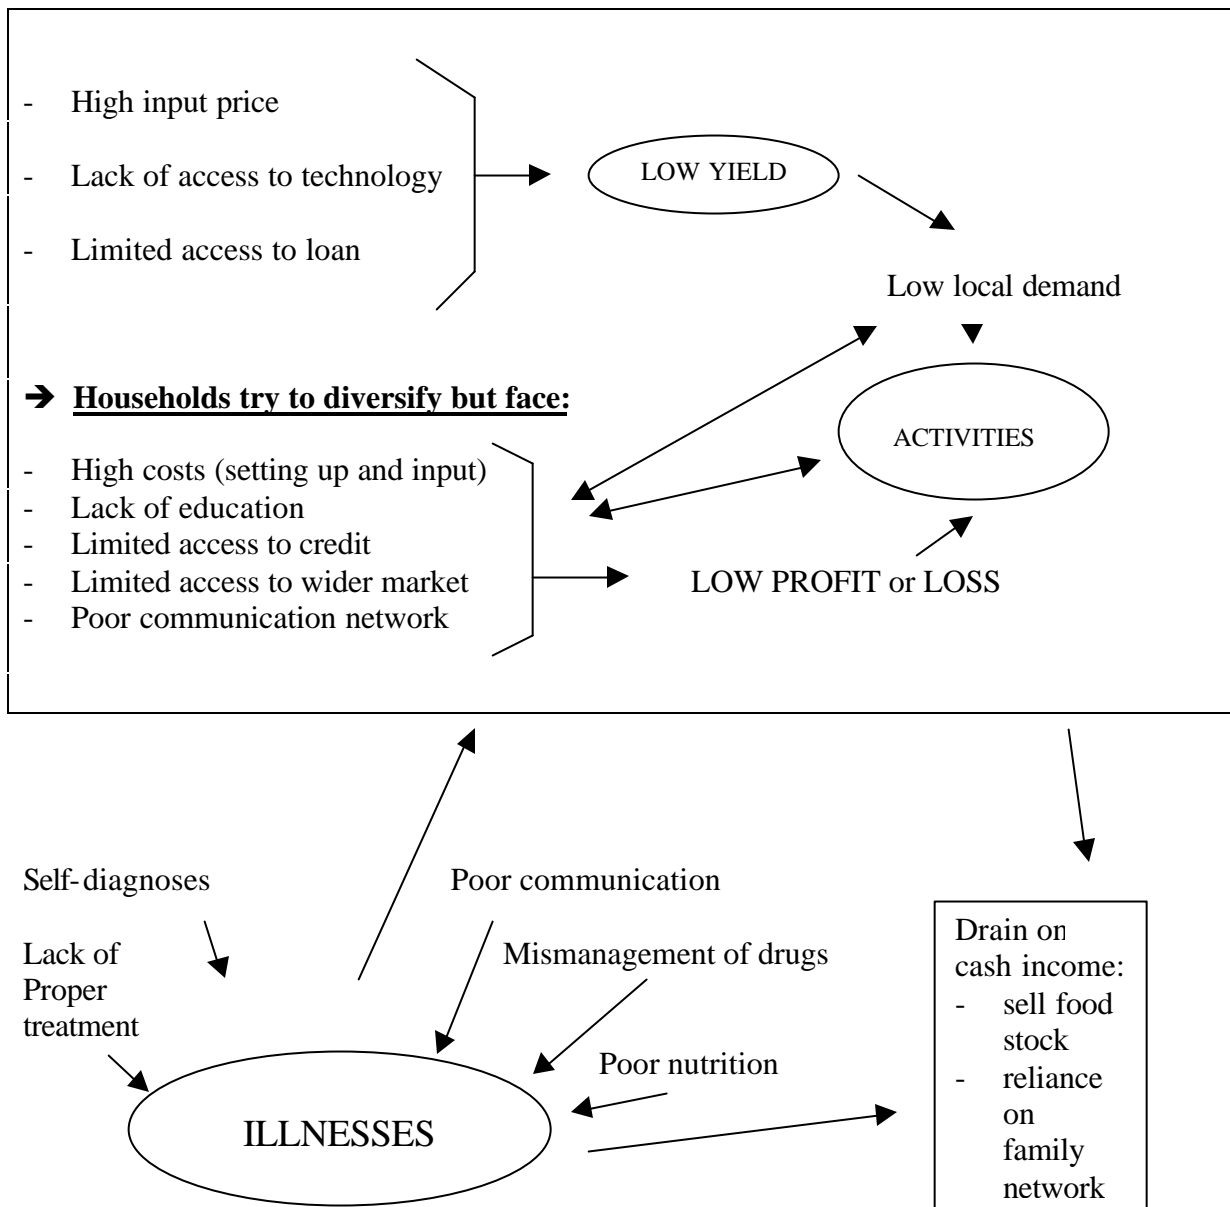 - High input price
- Lack of access to technology
- Limited access to loan
LOW YIELD
Low local demand
➔ Households try to diversify but face:
- High costs (setting up and input)
- Lack of education
- Limited access to credit
- Limited access to wider market
- Poor communication network
ACTIVITIES
LOW PROFIT or LOSS
Self-diagnoses
Lack of
Proper
treatment
Poor communication
Mismanagement of drugs
Poor nutrition
ILLNESSES
Drain on
cash income:
- sell food
stock
- reliance
on
family
network